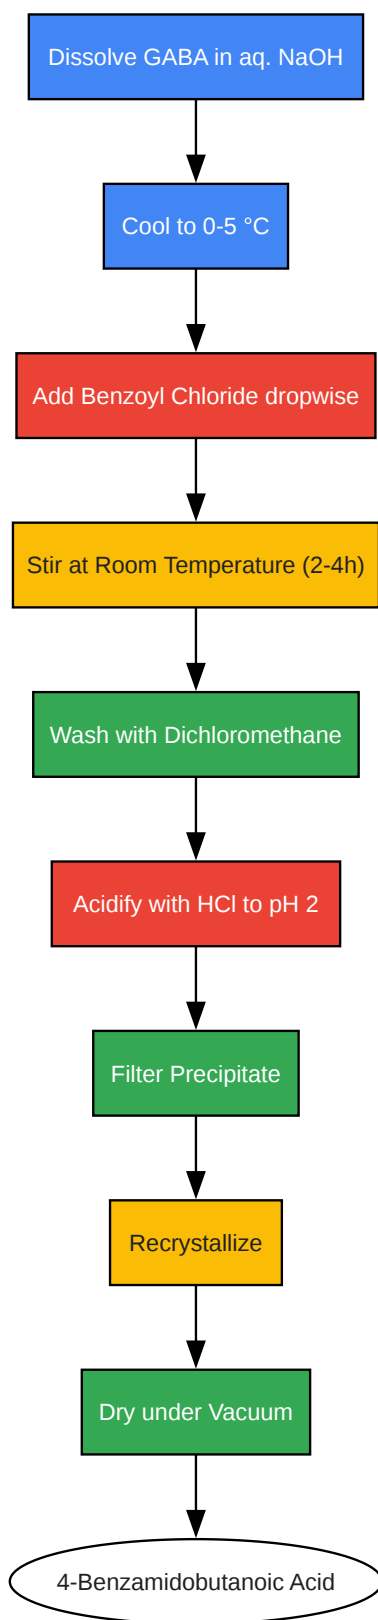 Dissolve GABA in aq. NaOH
Cool to 0-5 °C
Add Benzoyl Chloride dropwise
Stir at Room Temperature (2-4h)
Wash with Dichloromethane
Acidify with HCl to pH 2
Filter Precipitate
Recrystallize
Dry under Vacuum
4-Benzamidobutanoic Acid